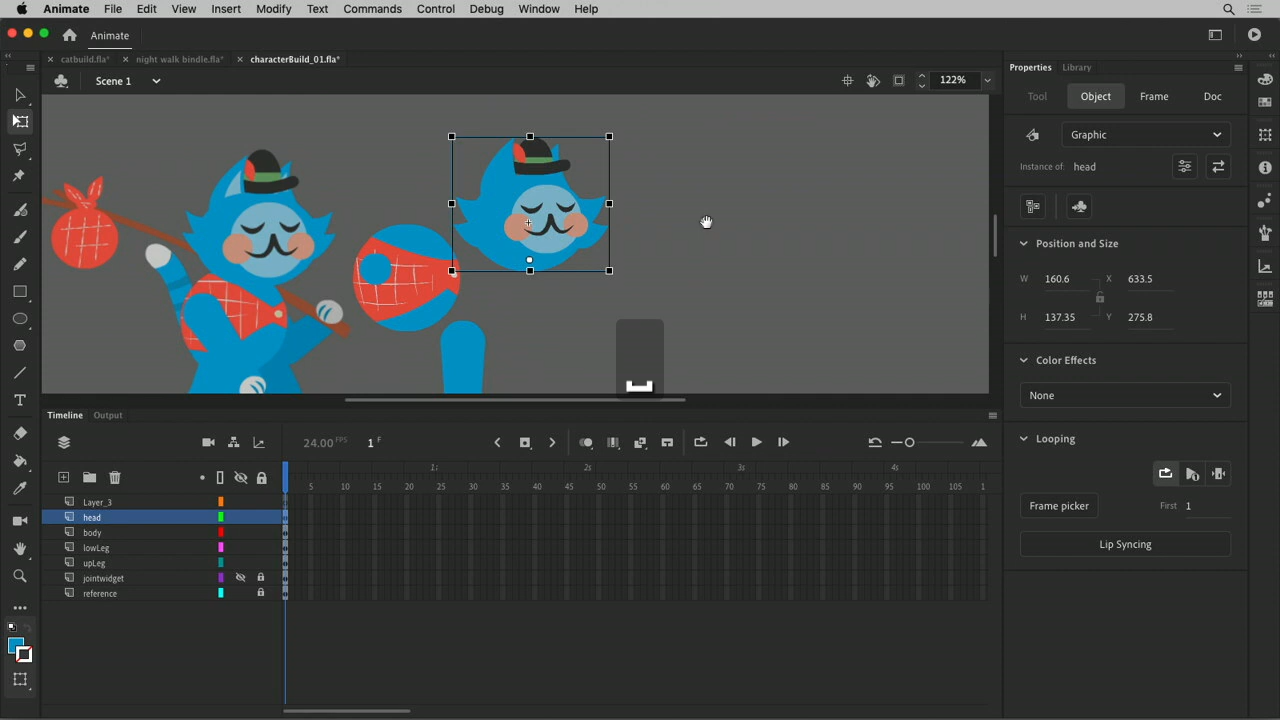 Animate File Edit View Insert Modify Text Commands Control Debug Window Help
Animate
catbuild.fla* night walk bindle.fla* characterBuild_01.fla*
Scene 1 122%
Properties Library
Tool Object Frame Doc
Graphic
Instance of: head
Position and Size
W 160.6 X 633.5
H 137.35 Y 275.8
Color Effects
None
Looping
Frame picker First 1
Lip Syncing
Timeline Output
24.00 FPS 1 F
1s 2s 3s 4s
5 10 15 20 25 30 35 40 45 50 55 60 65 70 75 80 85 90 95 100 105 1
Layer_3
head
body
lowLeg
upLeg
jointwidget
reference